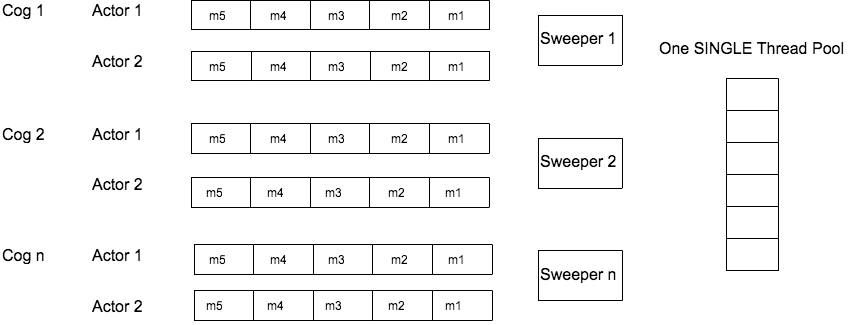 Cog 1 Actor 1 m5 m4 m3 m2 m1
Sweeper 1
One SINGLE Thread Pool
Actor 2 m5 m4 m3 m2 m1
Cog 2 Actor 1 m5 m4 m3 m2 m1
Sweeper 2
Actor 2 m5 m4 m3 m2 m1
Cog n Actor 1 m5 m4 m3 m2 m1
Sweeper n
Actor 2 m5 m4 m3 m2 m1